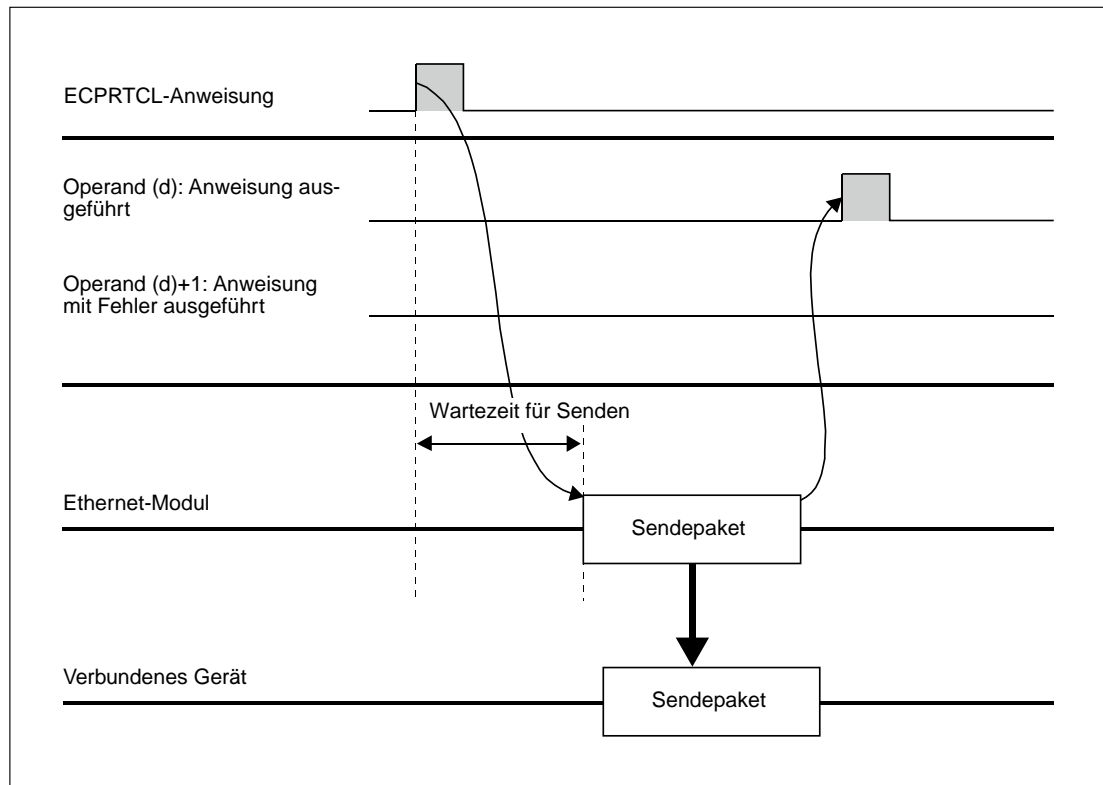 ECPRTCL-Anweisung
Operand (d): Anweisung aus-
geführt
Operand (d)+1: Anweisung
mit Fehler ausgeführt
Wartezeit für Senden
Ethernet-Modul
Sendepaket
Verbundenes Gerät
Sendepaket